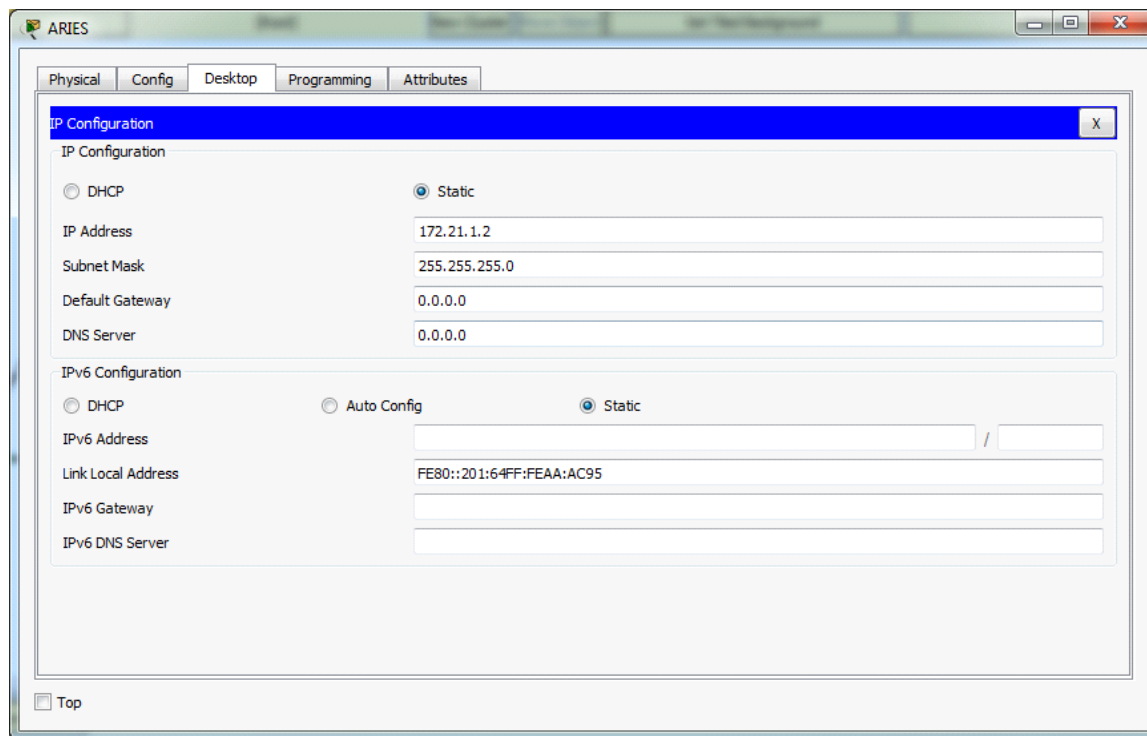 ARIES
Physical Config Desktop Programming Attributes
IP Configuration X
IP Configuration
DHCP Static
IP Address 172.21.1.2
Subnet Mask 255.255.255.0
Default Gateway 0.0.0.0
DNS Server 0.0.0.0
IPv6 Configuration
DHCP Auto Config Static
IPv6 Address /
Link Local Address FE80::201:64FF:FEAA:AC95
IPv6 Gateway
IPv6 DNS Server
Top